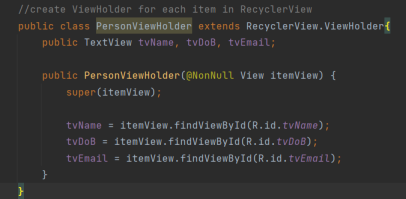 //create ViewHolder for each item in RecyclerView
public class PersonViewHolder extends RecyclerView.ViewHolder{
    public TextView tvName, tvDoB, tvEmail;
    public PersonViewHolder(@NonNull View itemView) {
        super(itemView);
        tvName = itemView.findViewById(R.id.tvName);
        tvDoB = itemView.findViewById(R.id.tvDoB);
        tvEmail = itemView.findViewById(R.id.tvEmail);
    }
}